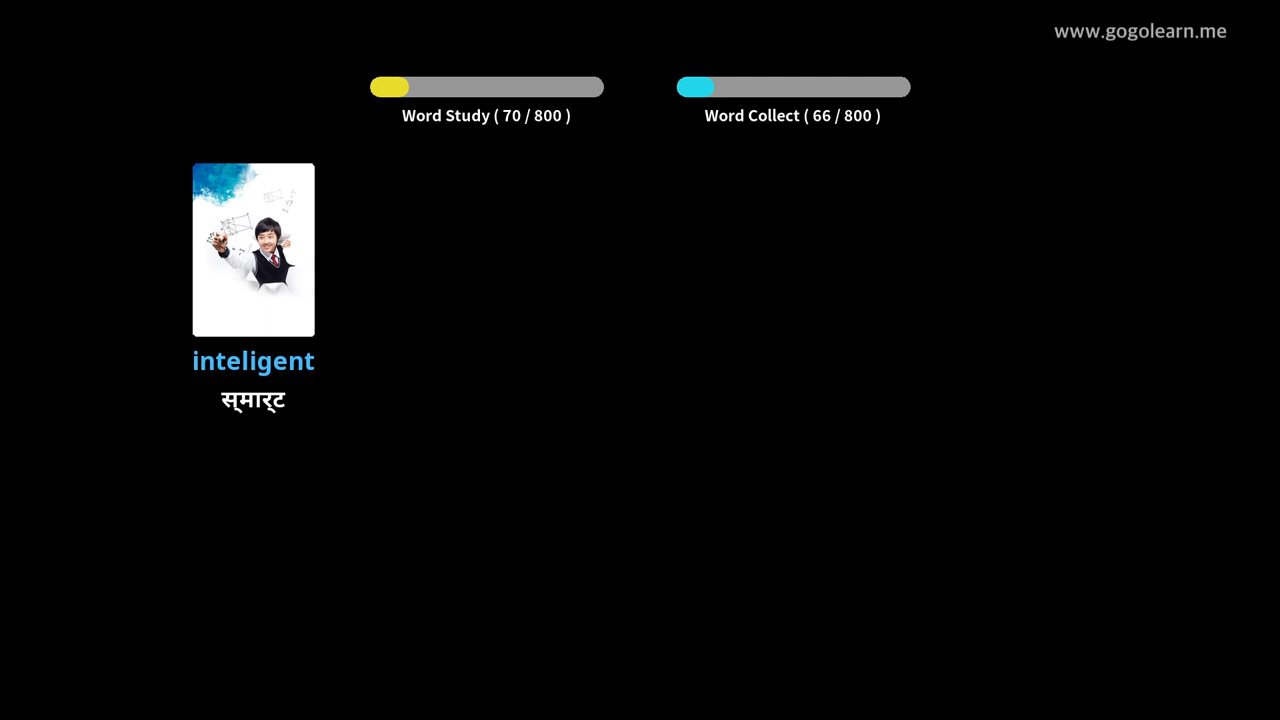 www.gogolearn.me
Word Study ( 70 / 800 )
Word Collect ( 66 / 800 )
inteligent
स्‌मार्‌ट